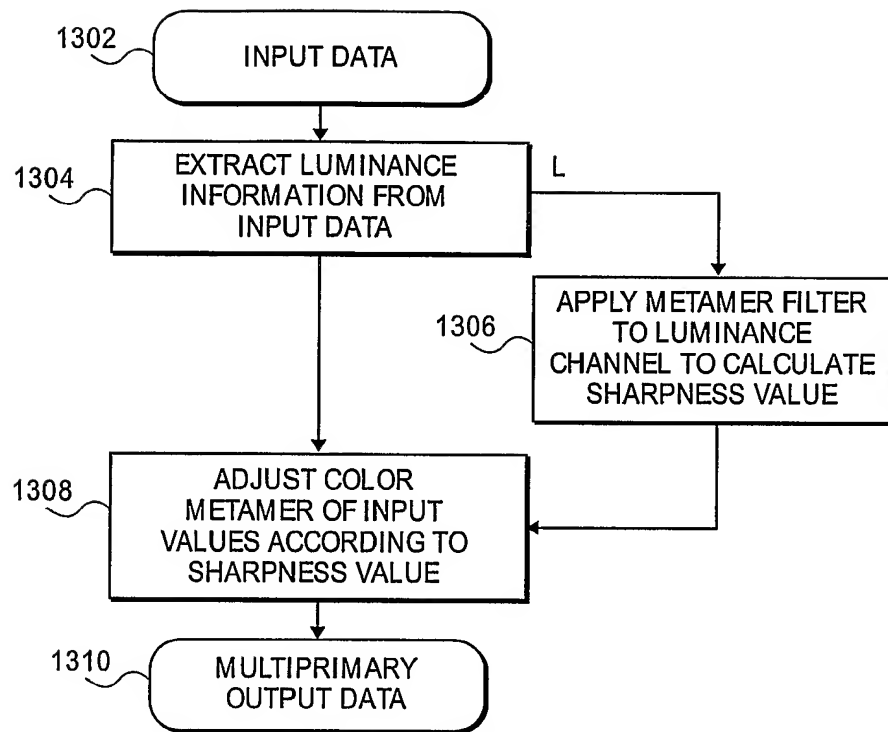 1302
INPUT DATA
1304
EXTRACT LUMINANCE
INFORMATION FROM
INPUT DATA
L
1306
APPLY METAMER FILTER
TO LUMINANCE
CHANNEL TO CALCULATE
SHARPNESS VALUE
1308
ADJUST COLOR
METAMER OF INPUT
VALUES ACCORDING TO
SHARPNESS VALUE
1310
MULTIPRIMARY
OUTPUT DATA